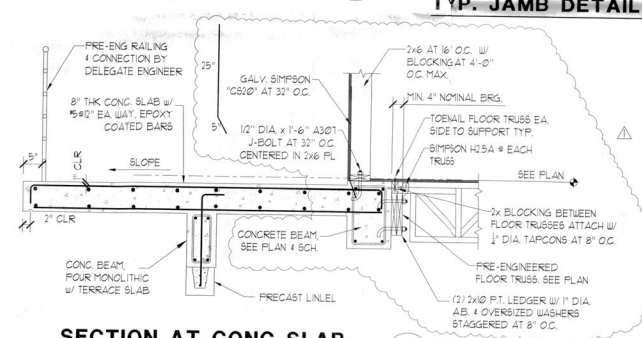 TYP. JAMB DETAIL
PRE-ENG RAILING
& CONNECTION BY
DELEGATE ENGINEER
8" THK CONC. SLAB w/
#5@12" EA. WAY, EPOXY
COATED BARS
25"
5"
GALV. SIMPSON
"CS20" AT 32" O.C.
1/2" DIA. x 1'-6" A307
J-BOLT AT 32" O.C.
CENTERED IN 2x6 PL
2x6 AT 16" O.C. W/
BLOCKING AT 4'-0"
O.C. MAX.
MIN. 4" NOMINAL BRG.
TOENAIL FLOOR TRUSS EA.
SIDE TO SUPPORT TYP.
SIMPSON H2.5A @ EACH
TRUSS
SEE PLAN
5"
1" CLR
SLOPE
2" CLR
CONC. BEAM,
POUR MONOLITHIC
w/ TERRACE SLAB
CONCRETE BEAM,
SEE PLAN & SCH.
PRECAST LINLEL
2x BLOCKING BETWEEN
FLOOR TRUSSES ATTACH W/
1/4" DIA. TAPCONS AT 8" O.C.
PRE-ENGINEERED
FLOOR TRUSS. SEE PLAN
(2) 2x10 P.T. LEDGER W/ 1" DIA.
A.B. & OVERSIZED WASHERS
STAGGERED AT 8" O.C.
SECTION AT CONC SLAB